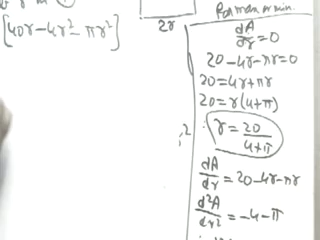 [40r-4r²-πr²]
2r
For max or min.
dA/dr=0
20-4r-πr=0
20=4r+πr
20=r(4+π)
r=20/4+π
dA/dr=20-4r-πr
d²A/dr²=-4-π